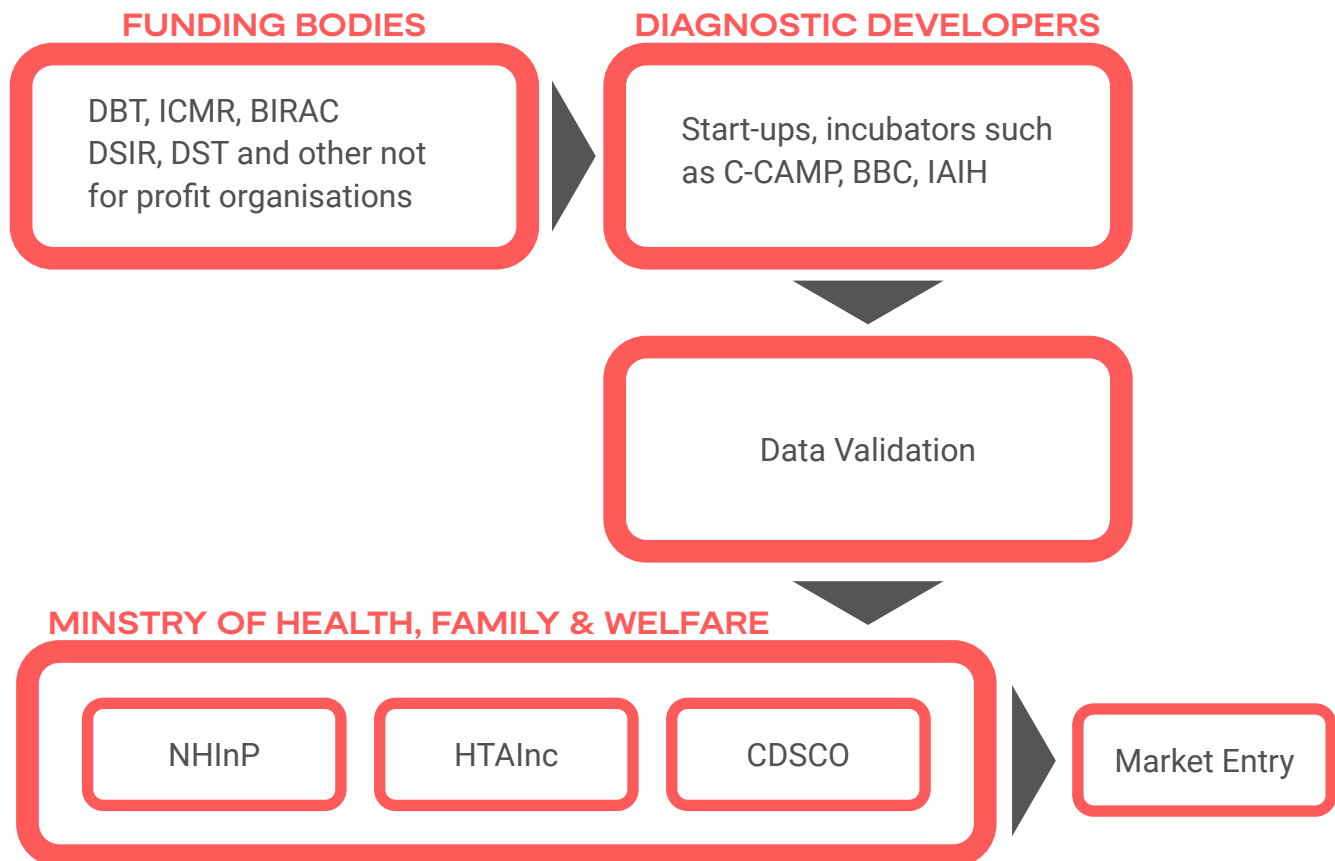 FUNDING BODIES
DBT, ICMR, BIRAC
DSIR, DST and other not
for profit organisations
DIAGNOSTIC DEVELOPERS
Start-ups, incubators such
as C-CAMP, BBC, IAIH
Data Validation
MINSTRY OF HEALTH, FAMILY & WELFARE
NHInP
HTAInc
CDSCO
Market Entry